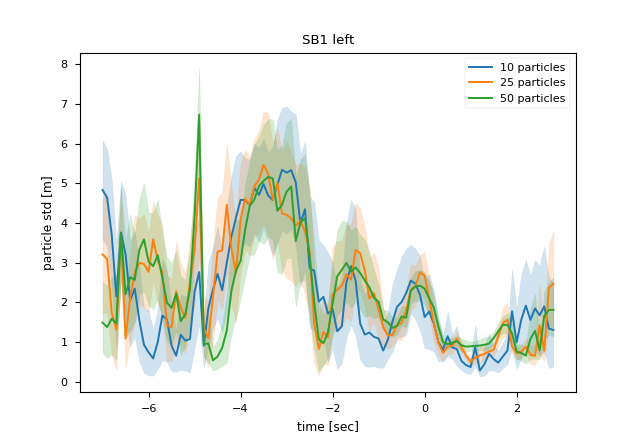 SB1 left
8
7
6
5
4
3
2
1
0
particle std [m]
10 particles
25 particles
50 particles
−6
−4
−2
0
2
time [sec]